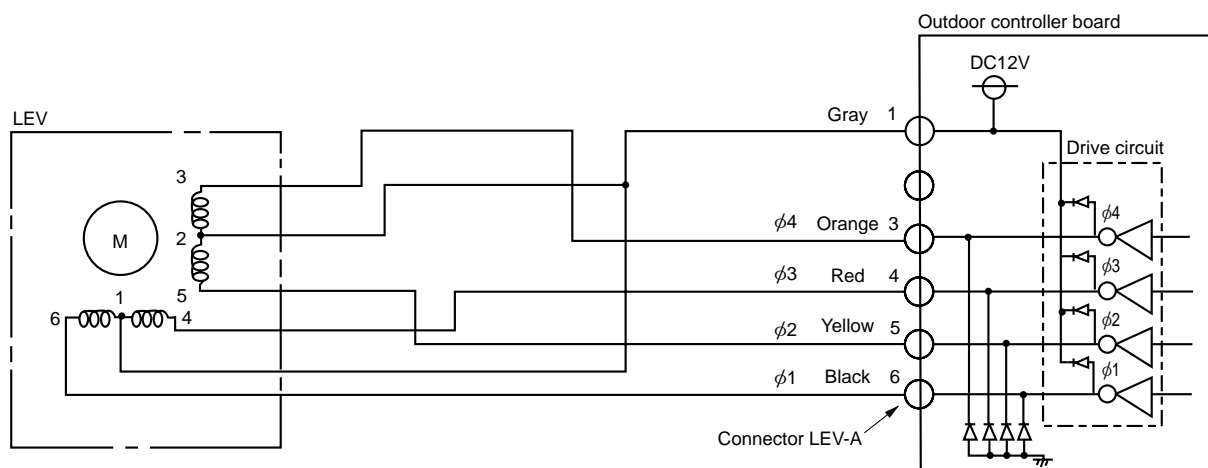 Outdoor controller board
DC12V
LEV
Gray 1
Drive circuit
3
ϕ4 Orange 3
ϕ4
M
2
ϕ3 Red 4
ϕ3
5
1
6 4
ϕ2 Yellow 5
ϕ2
ϕ1 Black 6
ϕ1
Connector LEV-A